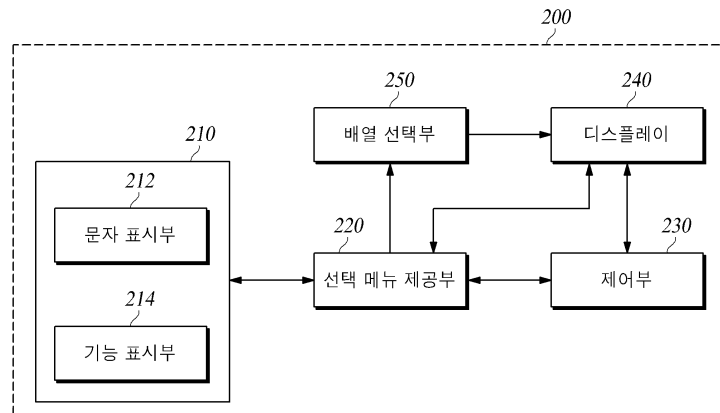 200
250
배열 선택부
240
디스플레이
210
212
문자 표시부
220
선택 메뉴 제공부
230
제어부
214
기능 표시부